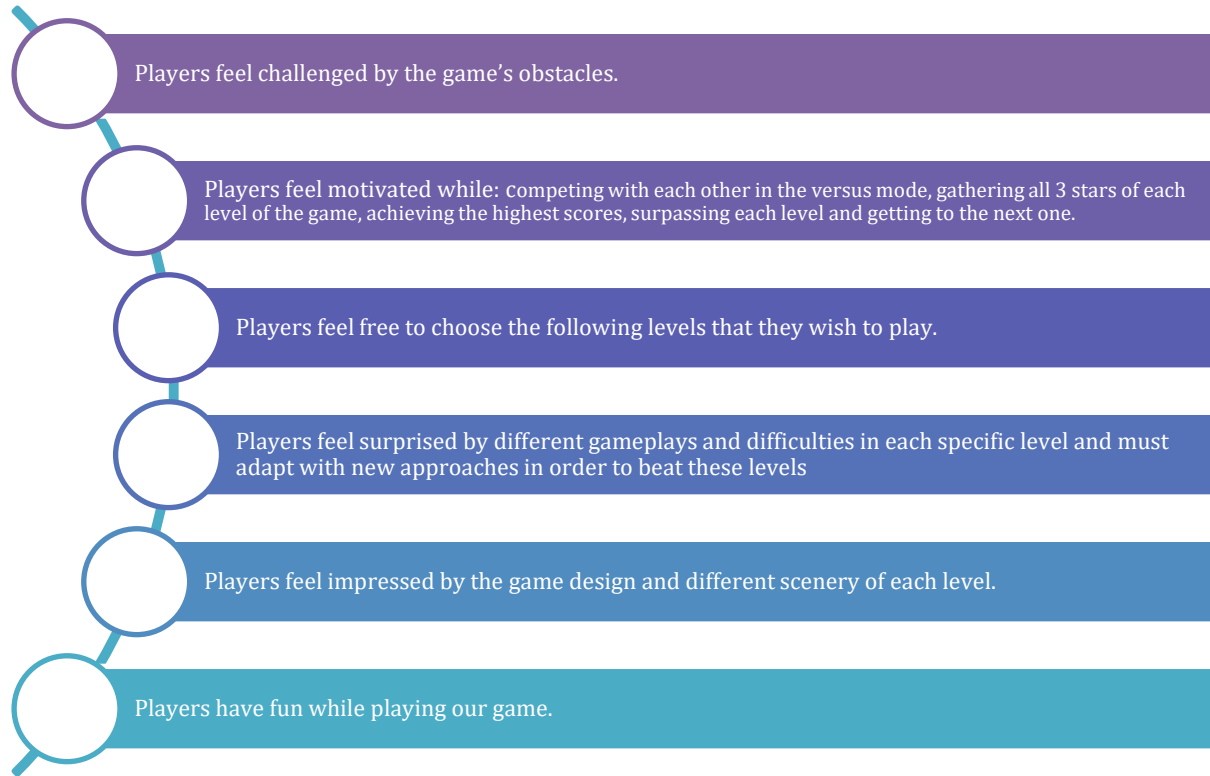 Players feel challenged by the game’s obstacles.
Players feel motivated while: competing with each other in the versus mode, gathering all 3 stars of each
level of the game, achieving the highest scores, surpassing each level and getting to the next one.
Players feel free to choose the following levels that they wish to play.
Players feel surprised by different gameplays and difficulties in each specific level and must
adapt with new approaches in order to beat these levels
Players feel impressed by the game design and different scenery of each level.
Players have fun while playing our game.